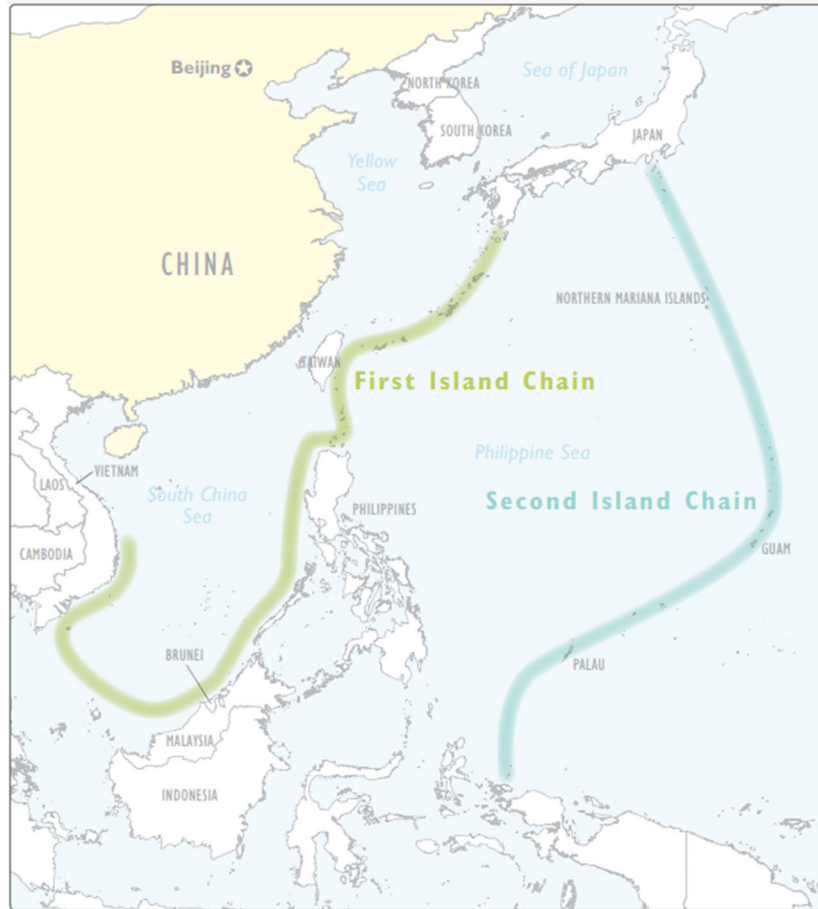 Beijing
NORTH KOREA
Sea of Japan
SOUTH KOREA
JAPAN
Yellow
Sea
CHINA
NORTHERN MARIANA ISLANDS
TAIWAN
First Island Chain
Philippine Sea
VIETNAM
LAOS
South China
Sea
Second Island Chain
PHILIPPINES
CAMBODIA
GUAM
BRUNEI
PALAU
MALAYSIA
INDONESIA